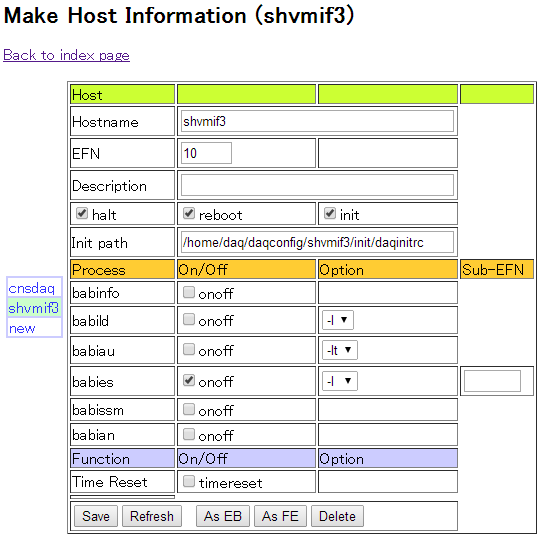 Make Host Information (shvmif3)
Back to index page
cnsdaq
shvmif3
new
Host
Hostname shvmif3
EFN 10
Description
halt reboot init
Init path /home/daq/daqconfig/shvmif3/init/daqinitrc
Process On/Off Option Sub-EFN
babinfo onoff
babild onoff -l
babiau onoff -lt
babies onoff -l
babissm onoff
babian onoff
Function On/Off Option
Time Reset timereset
Save Refresh As EB As FE Delete